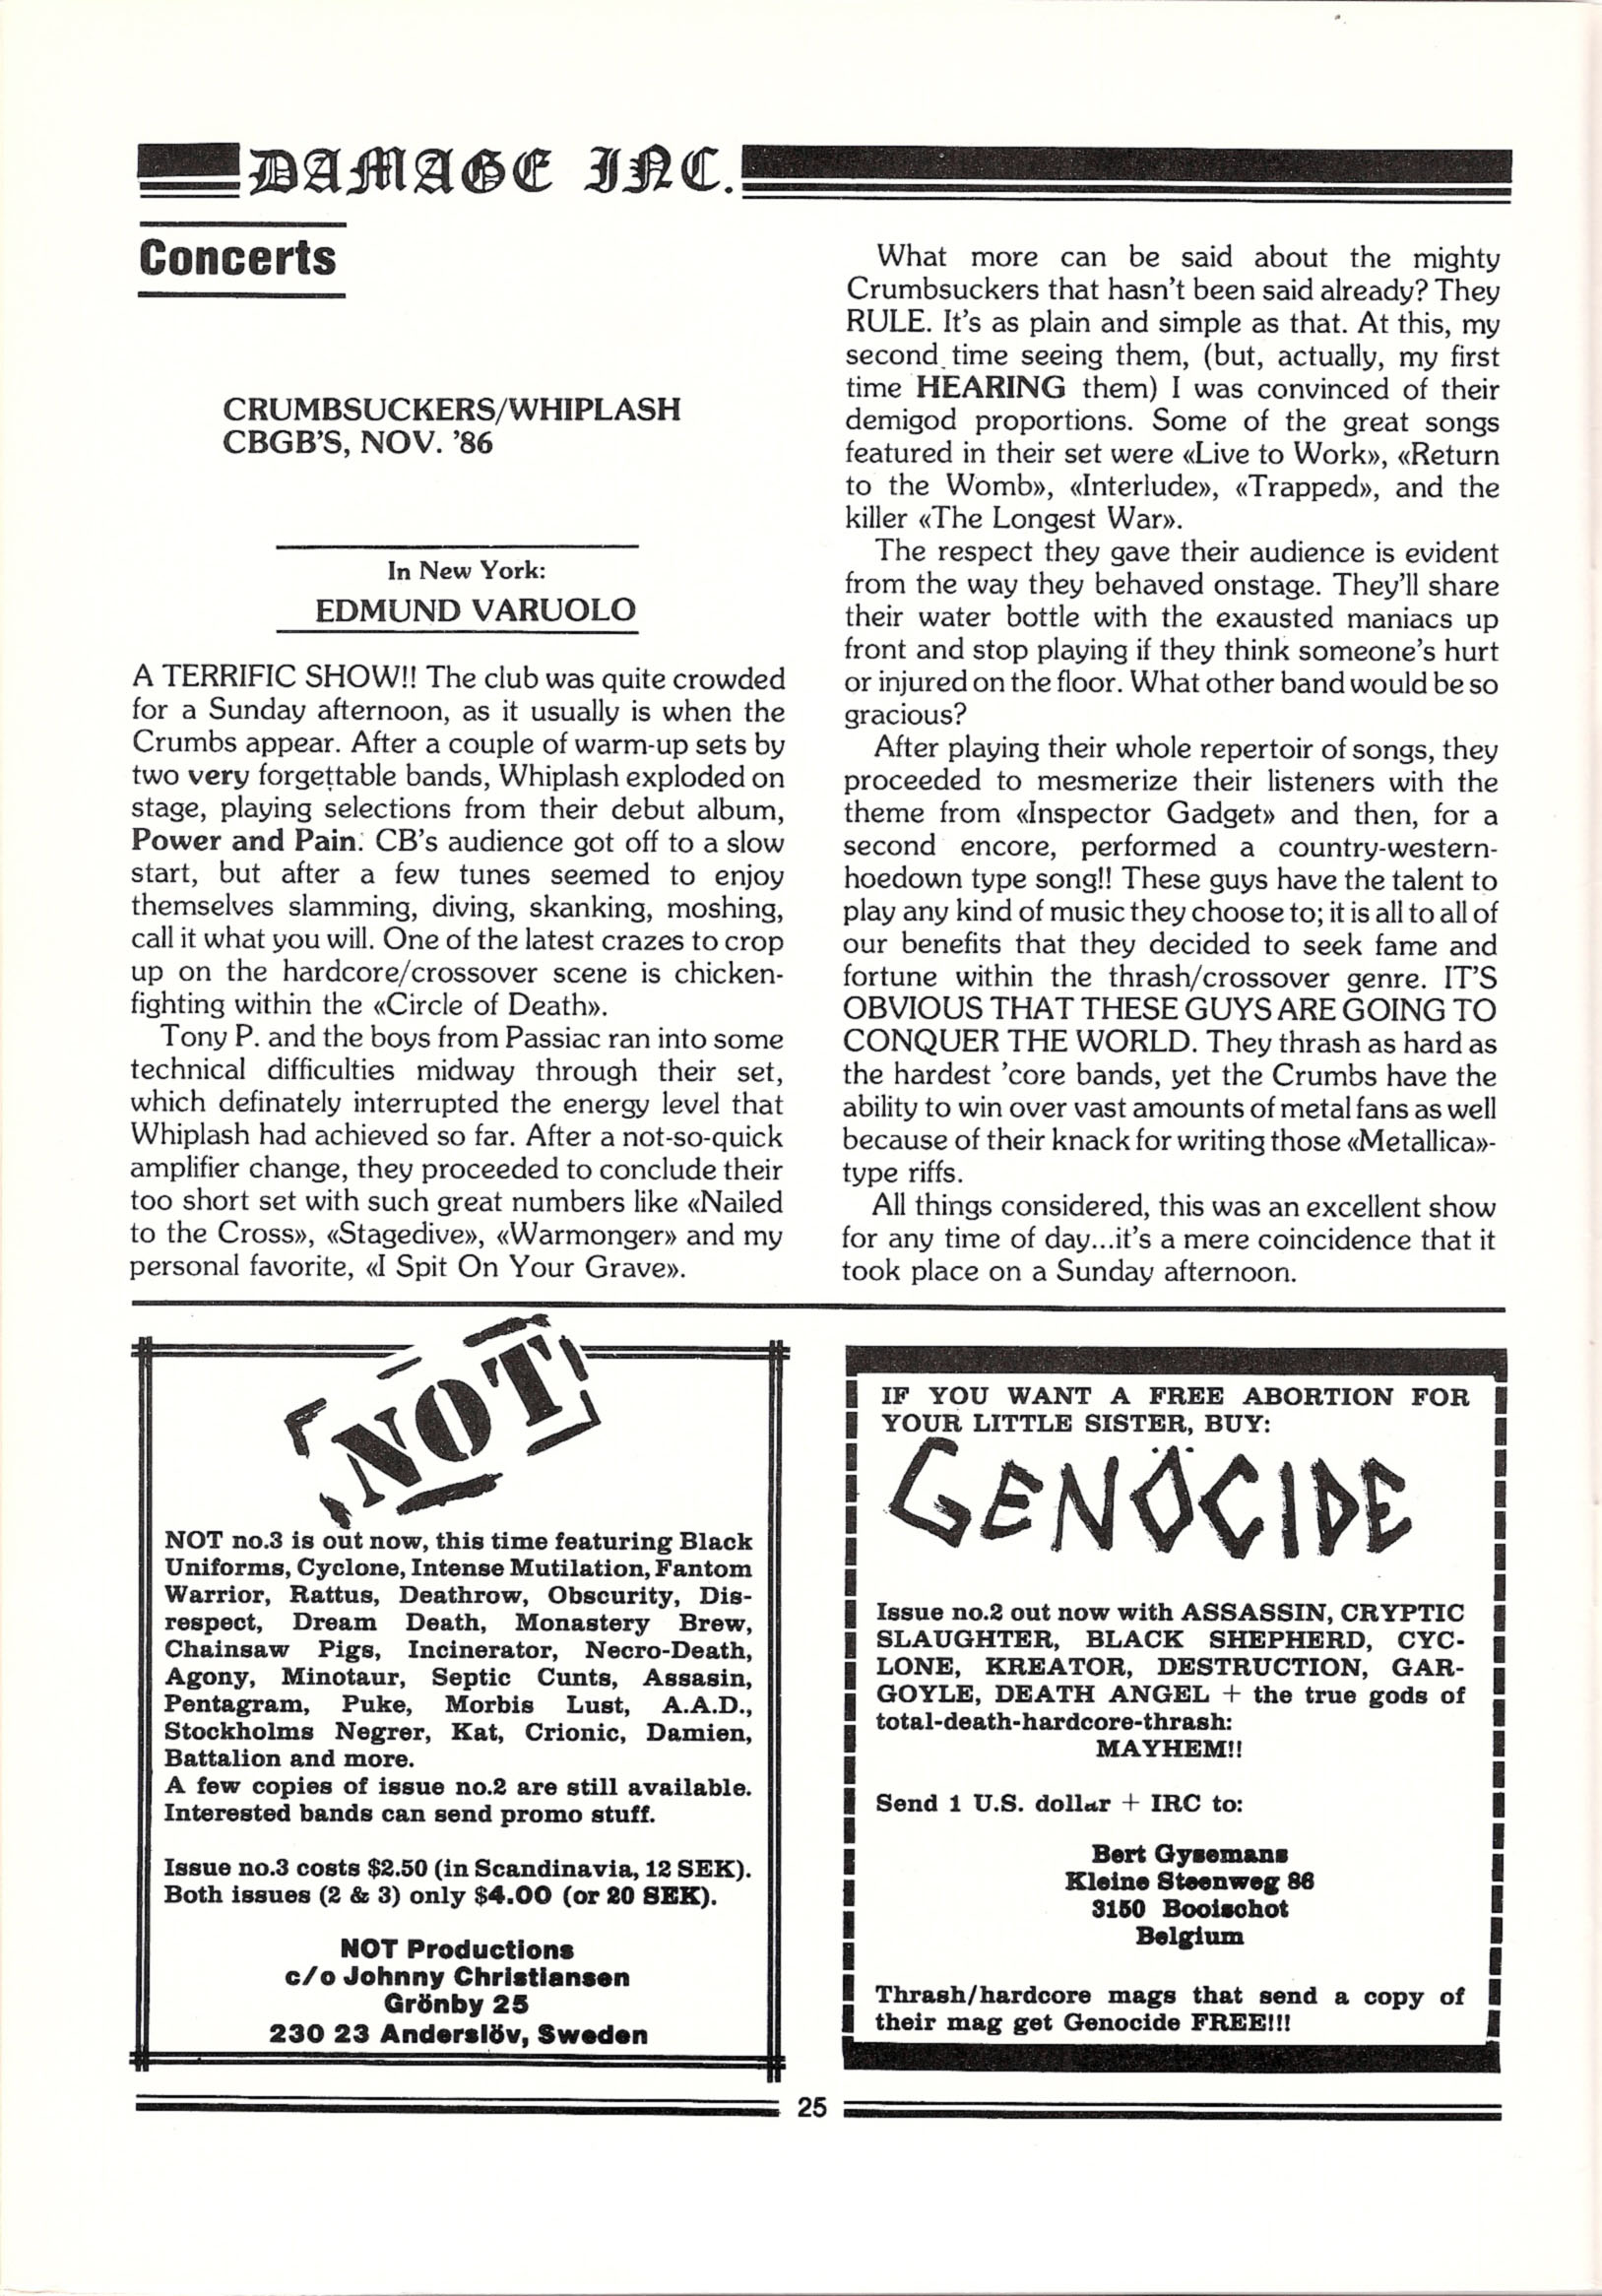 DAMAGE INC.
Concerts
CRUMBSUCKERS/WHIPLASH
CBGB'S, NOV. '86
In New York:
EDMUND VARUOLO
A TERRIFIC SHOW!! The club was quite crowded
for a Sunday afternoon, as it usually is when the
Crumbs appear. After a couple of warm-up sets by
two very forgettable bands, Whiplash exploded on
stage, playing selections from their debut album,
Power and Pain. CB's audience got off to a slow
start, but after a few tunes seemed to enjoy
themselves slamming, diving, skanking, moshing,
call it what you will. One of the latest crazes to crop
up on the hardcore/crossover scene is chicken-
fighting within the «Circle of Death».
Tony P. and the boys from Passiac ran into some
technical difficulties midway through their set,
which definately interrupted the energy level that
Whiplash had achieved so far. After a not-so-quick
amplifier change, they proceeded to conclude their
too short set with such great numbers like «Nailed
to the Cross», «Stagedive», «Warmonger» and my
personal favorite, «I Spit On Your Grave».
What more can be said about the mighty
Crumbsuckers that hasn't been said already? They
RULE. It's as plain and simple as that. At this, my
second time seeing them, (but, actually, my first
time HEARING them) I was convinced of their
demigod proportions. Some of the great songs
featured in their set were «Live to Work», «Return
to the Womb», «Interlude», «Trapped», and the
killer «The Longest War».
The respect they gave their audience is evident
from the way they behaved onstage. They'll share
their water bottle with the exausted maniacs up
front and stop playing if they think someone's hurt
or injured on the floor. What other band would be so
gracious?
After playing their whole repertoir of songs, they
proceeded to mesmerize their listeners with the
theme from «Inspector Gadget» and then, for a
second encore, performed a country-western-
hoedown type song!! These guys have the talent to
play any kind of music they choose to; it is all to all of
our benefits that they decided to seek fame and
fortune within the thrash/crossover genre. IT'S
OBVIOUS THAT THESE GUYS ARE GOING TO
CONQUER THE WORLD. They thrash as hard as
the hardest 'core bands, yet the Crumbs have the
ability to win over vast amounts of metal fans as well
because of their knack for writing those «Metallica»-
type riffs.
All things considered, this was an excellent show
for any time of day...it's a mere coincidence that it
took place on a Sunday afternoon.
NOT
NOT no.3 is out now, this time featuring Black
Uniforms, Cyclone, Intense Mutilation, Fantom
Warrior, Rattus, Deathrow, Obscurity, Dis-
respect, Dream Death, Monastery Brew,
Chainsaw Pigs, Incinerator, Necro-Death,
Agony, Minotaur, Septic Cunts, Assasin,
Pentagram, Puke, Morbis Lust, A.A.D.,
Stockholms Negrer, Kat, Crionic, Damien,
Battalion and more.
A few copies of issue no.2 are still available.
Interested bands can send promo stuff.
Issue no.3 costs $2.50 (in Scandinavia, 12 SEK).
Both issues (2 & 3) only $4.00 (or 20 SEK).
NOT Productions
c/o Johnny Christiansen
Grönby 25
230 23 Anderslöv, Sweden
IF YOU WANT A FREE ABORTION FOR
YOUR LITTLE SISTER, BUY:
GENÖCIDE
Issue no.2 out now with ASSASSIN, CRYPTIC
SLAUGHTER, BLACK SHEPHERD, CYC-
LONE, KREATOR, DESTRUCTION, GAR-
GOYLE, DEATH ANGEL + the true gods of
total-death-hardcore-thrash:
MAYHEM!!
Send 1 U.S. dollar + IRC to:
Bert Gysemans
Kleine Steenweg 86
3150 Booischot
Belgium
Thrash/hardcore mags that send a copy of
their mag get Genocide FREE!!!
25